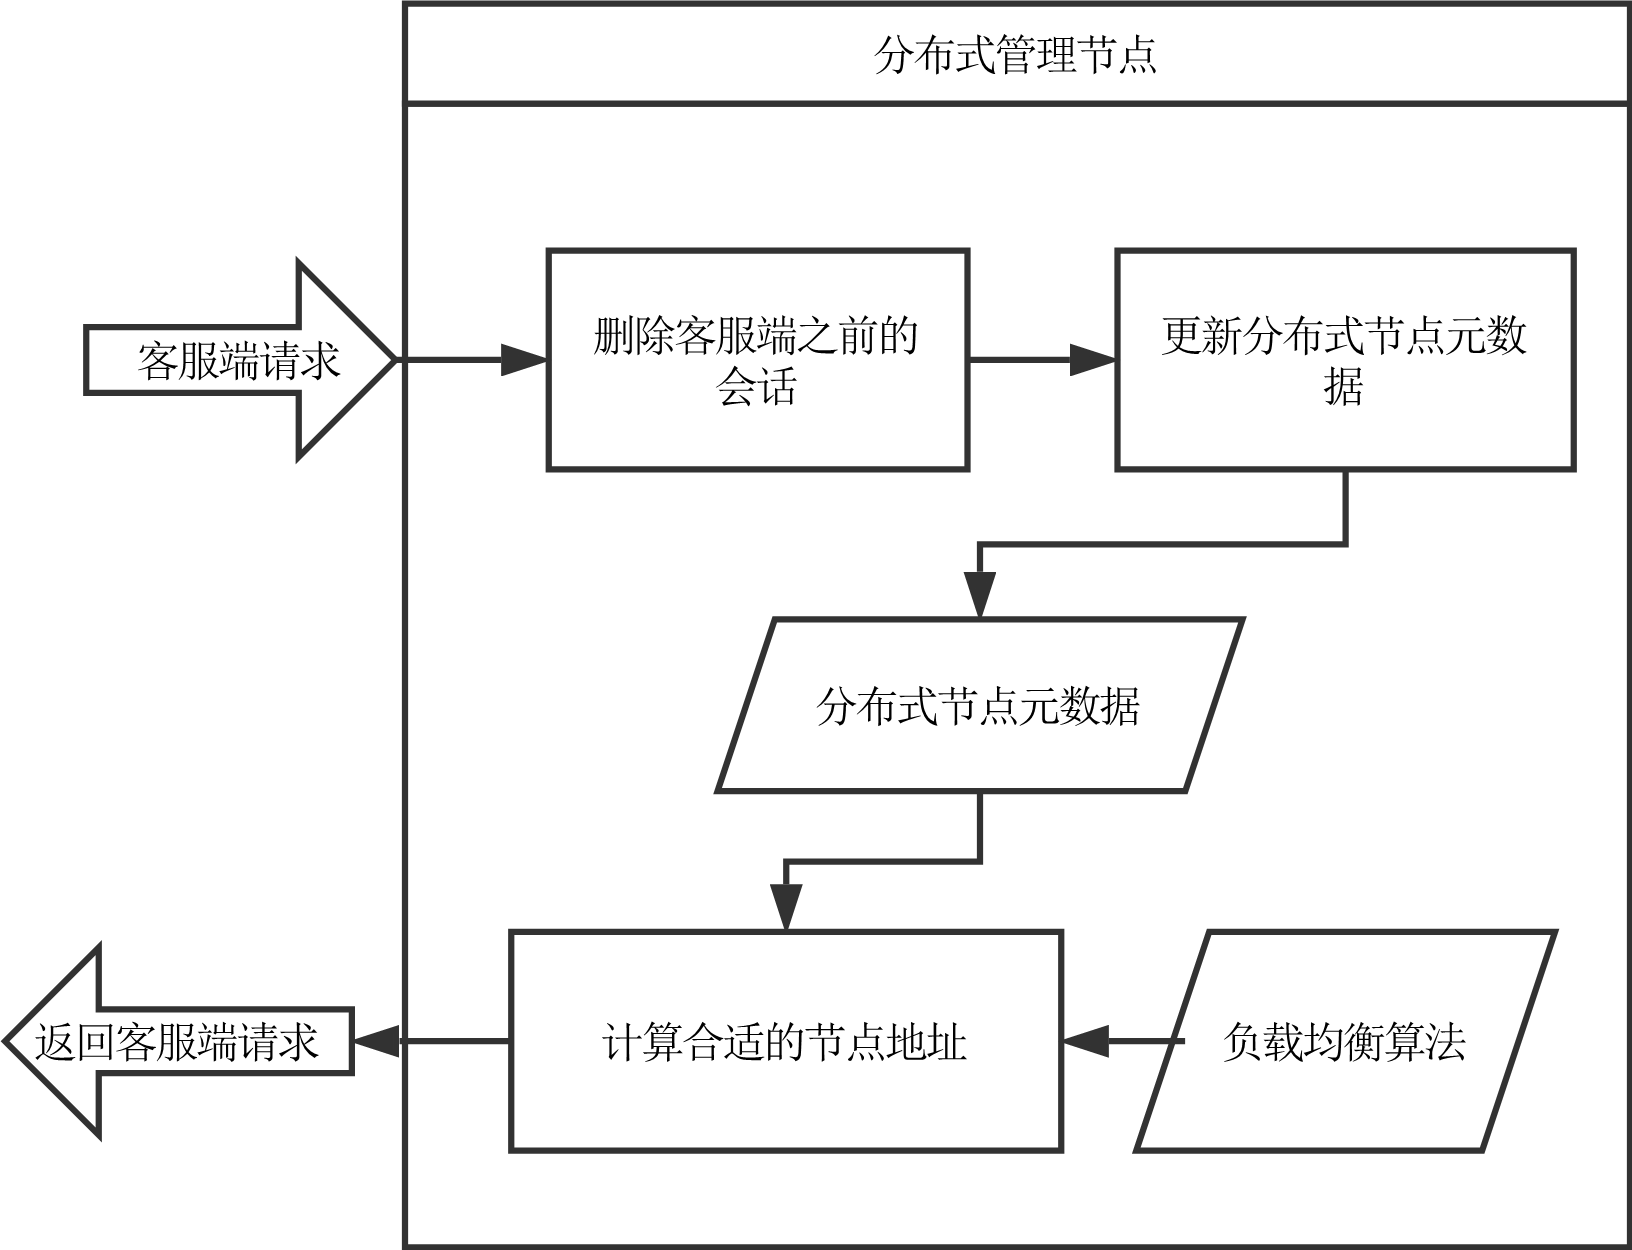 分布式管理节点
客服端请求
删除客服端之前的
会话
更新分布式节点元数
据
分布式节点元数据
返回客服端请求
计算合适的节点地址
负载均衡算法